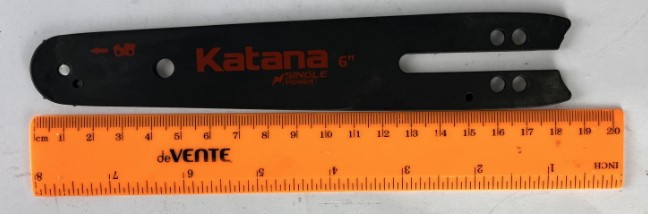 Katana 6"
SINGLE
cm 1 2 3 4 5 6 7 8 9 10 11 12 13 14 15 16 17 18 19 20
deVENTE
8 7 6 5 4 3 2 1 INCH